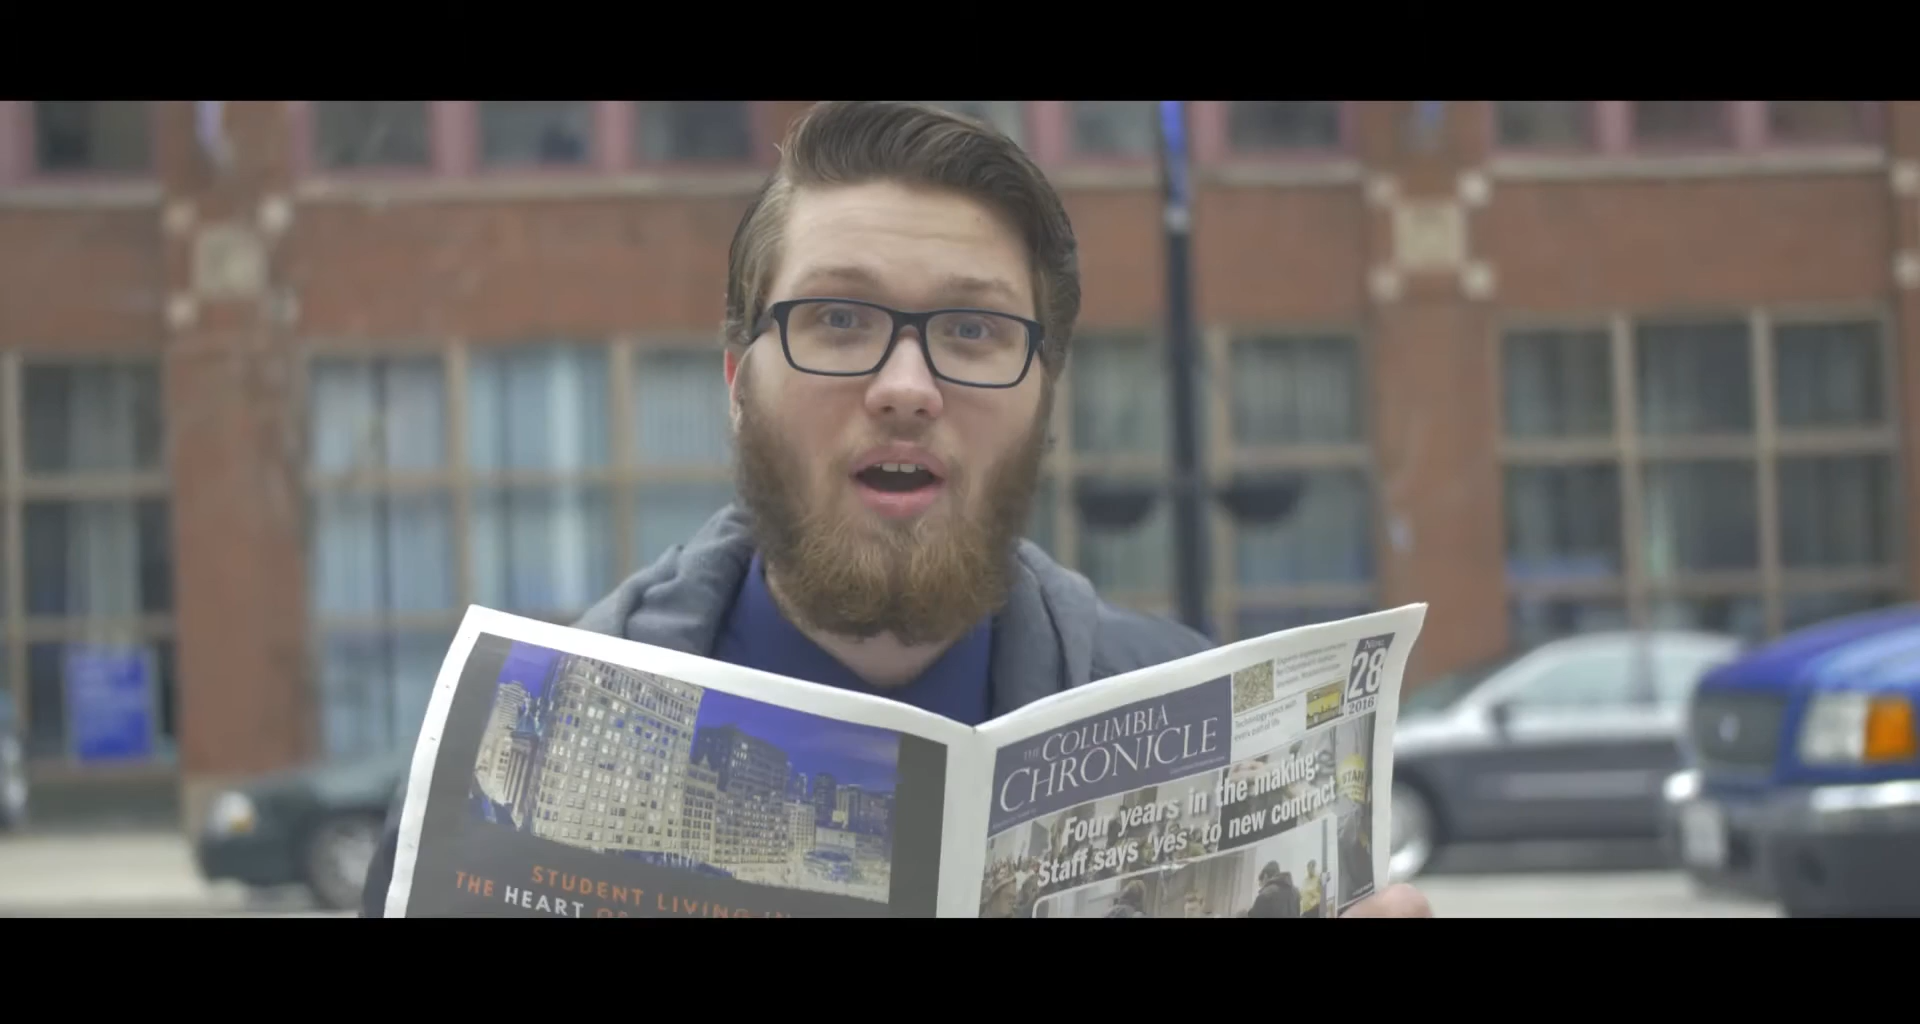 STUDENT LIVING IN
THE HEART
THE COLUMBIA
CHRONICLE
28
2016
Four years in the making:
Staff says 'yes' to new contract